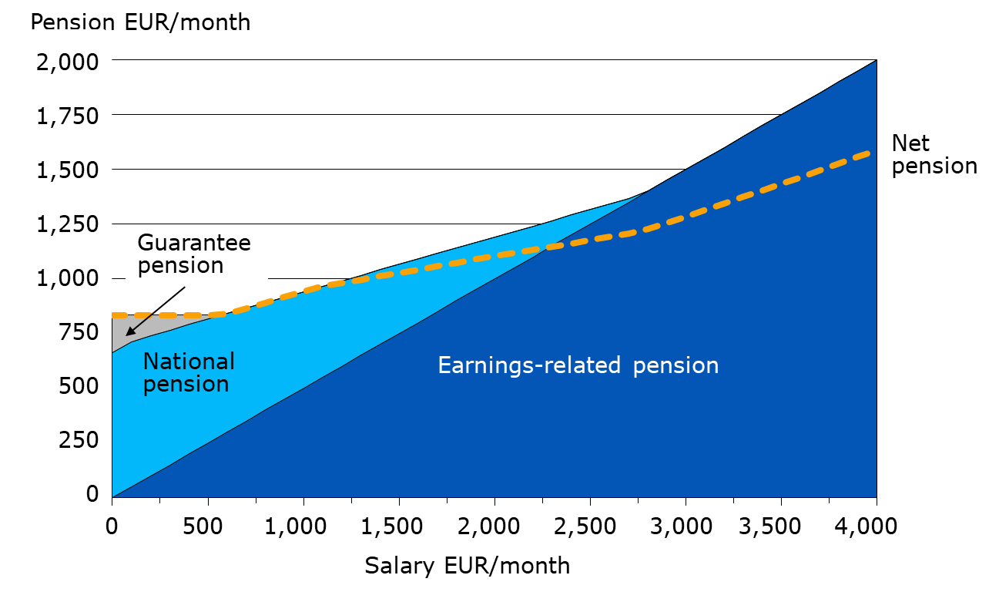 Pension EUR/month
2,000
1,750
1,500
1,250
1,000
750
500
250
0
Guarantee
pension
National
pension
Earnings-related pension
Net
pension
0 500 1,000 1,500 2,000 2,500 3,000 3,500 4,000
Salary EUR/month